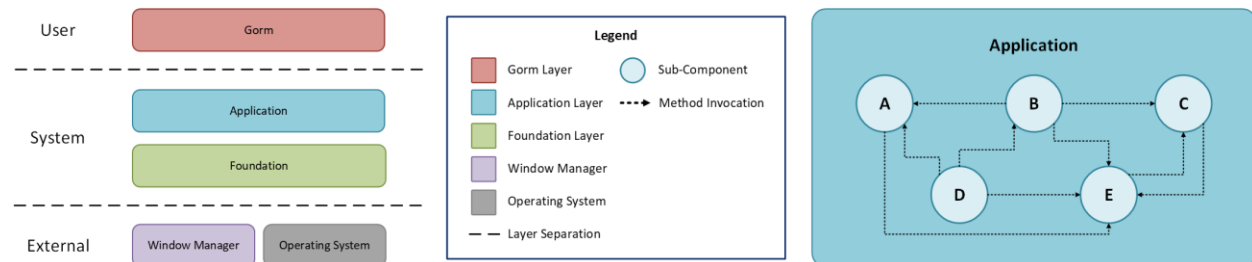 User
Gorm
System
Application
Foundation
External
Window Manager
Operating System
Legend
Gorm Layer
Sub-Component
Application Layer
Method Invocation
Foundation Layer
Window Manager
Operating System
Layer Separation
Application
A
B
C
D
E